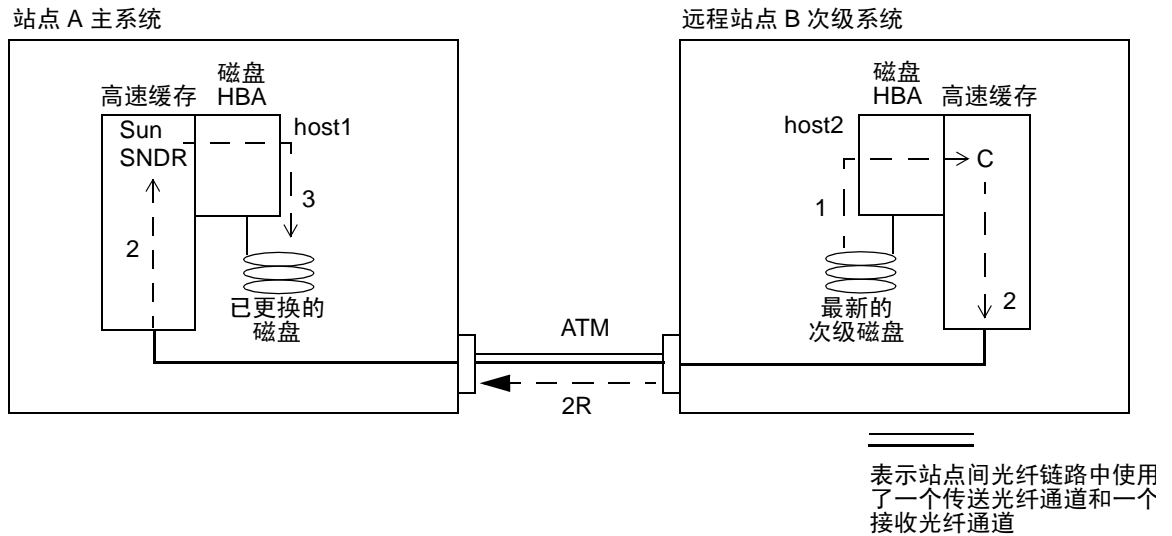 站点 A 主系统
远程站点 B 次级系统
磁盘
HBA
高速缓存
Sun
SNDR
host1
3
2
已更换的
磁盘
磁盘
HBA
高速缓存
host2
C
1
2
最新的
次级磁盘
ATM
2R
表示站点间光纤链路中使用
了一个传送光纤通道和一个
接收光纤通道